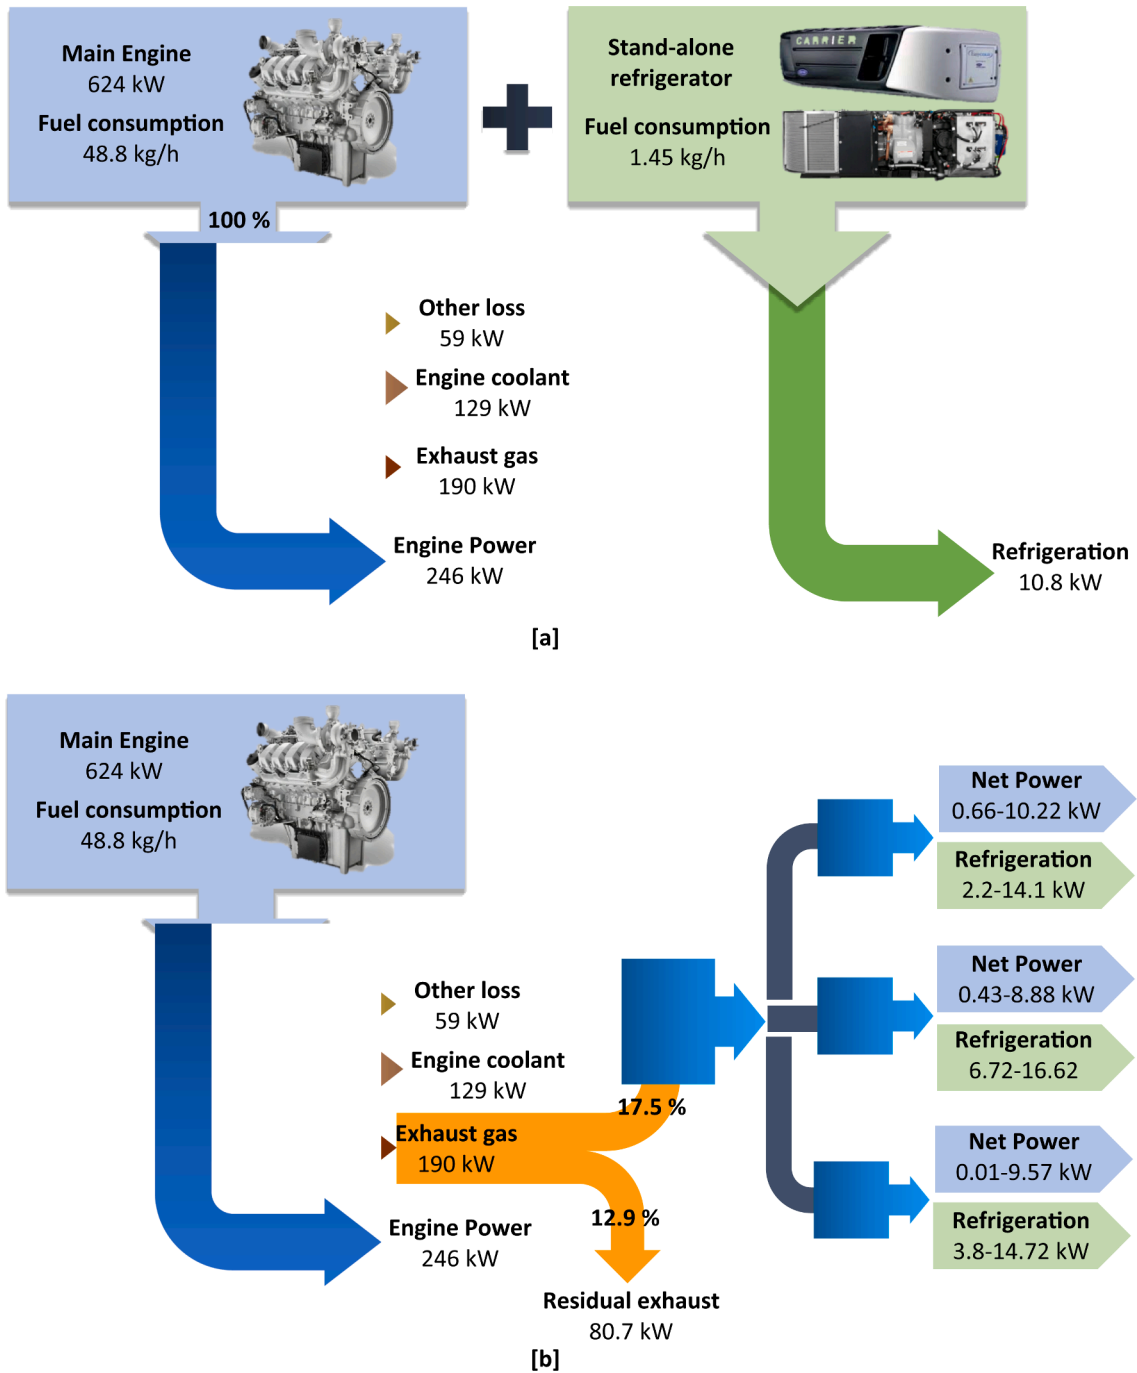 Main Engine
624 kW
Fuel consumption
48.8 kg/h
100 %
Stand-alone
refrigerator
Fuel consumption
1.45 kg/h
CARRIER
Other loss
59 kW
Engine coolant
129 kW
Exhaust gas
190 kW
Engine Power
246 kW
Refrigeration
10.8 kW
[a]
Main Engine
624 kW
Fuel consumption
48.8 kg/h
Other loss
59 kW
Engine coolant
129 kW
Exhaust gas
190 kW
Engine Power
246 kW
17.5 %
12.9 %
Residual exhaust
80.7 kW
Net Power
0.66-10.22 kW
Refrigeration
2.2-14.1 kW
Net Power
0.43-8.88 kW
Refrigeration
6.72-16.62
Net Power
0.01-9.57 kW
Refrigeration
3.8-14.72 kW
[b]